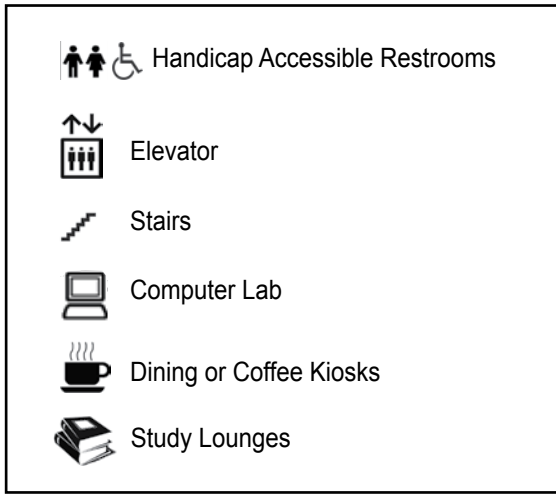 Handicap Accessible Restrooms
Elevator
Stairs
Computer Lab
Dining or Coffee Kiosks
Study Lounges